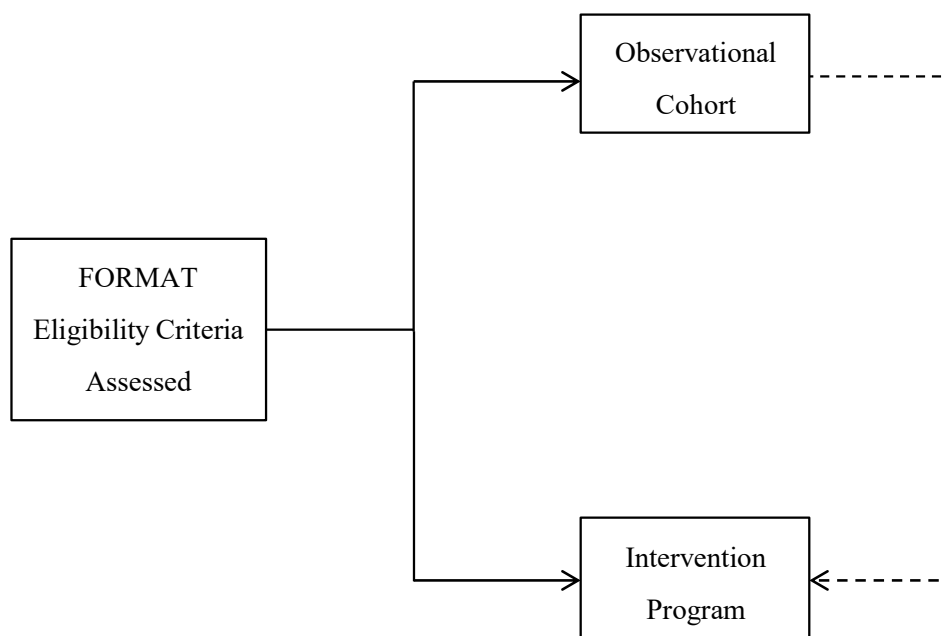 Observational
Cohort
FORMAT
Eligibility Criteria
Assessed
Intervention
Program